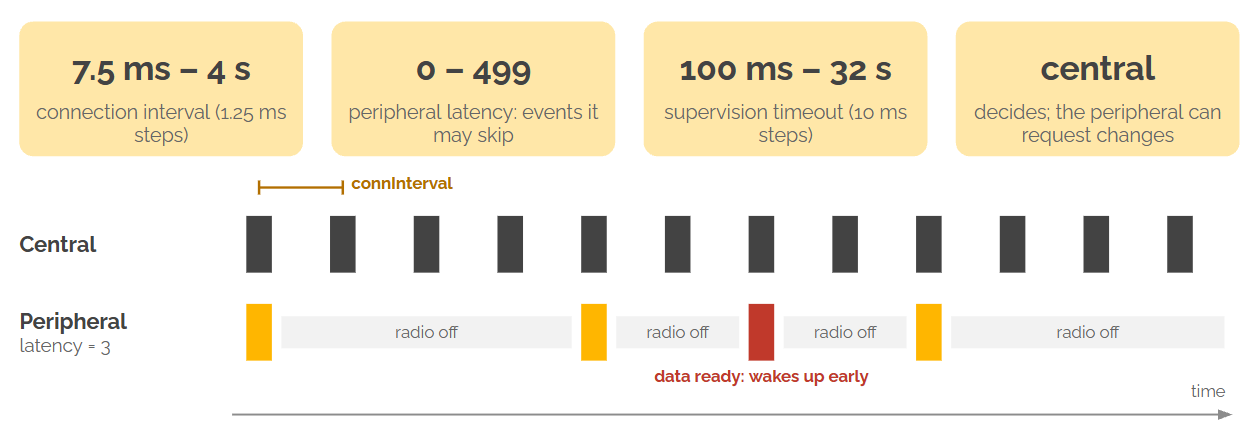 7.5 ms – 4 s
connection interval (1.25 ms
steps)
0 – 499
peripheral latency: events it
may skip
100 ms – 32 s
supervision timeout (10 ms
steps)
central
decides; the peripheral can
request changes
connInterval
Central
Peripheral
latency = 3
radio off
radio off
radio off
radio off
data ready: wakes up early
time